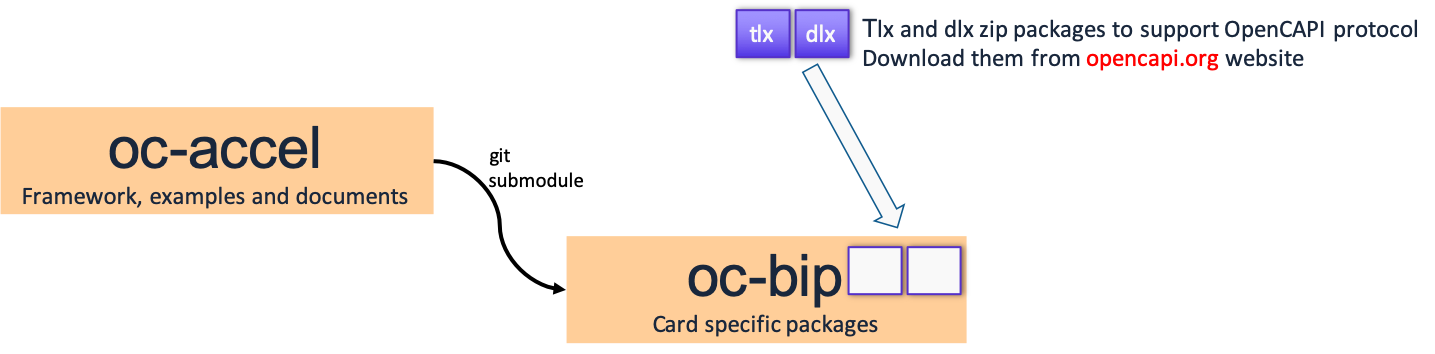 tlx dlx
Tlx and dlx zip packages to support OpenCAPI protocol
Download them from opencapi.org website
oc-accel
Framework, examples and documents
git
submodule
oc-bip
Card specific packages